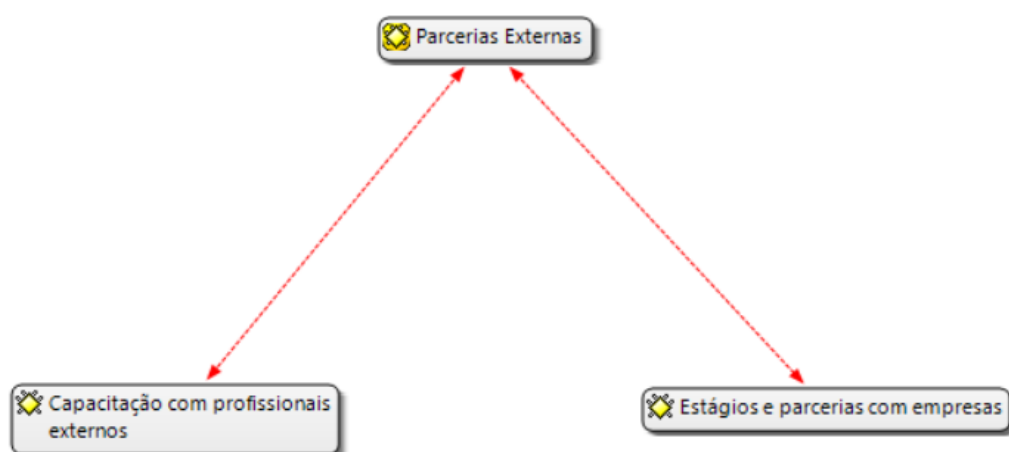 Parcerias Externas
Capacitação com profissionais
externos
Estágios e parcerias com empresas